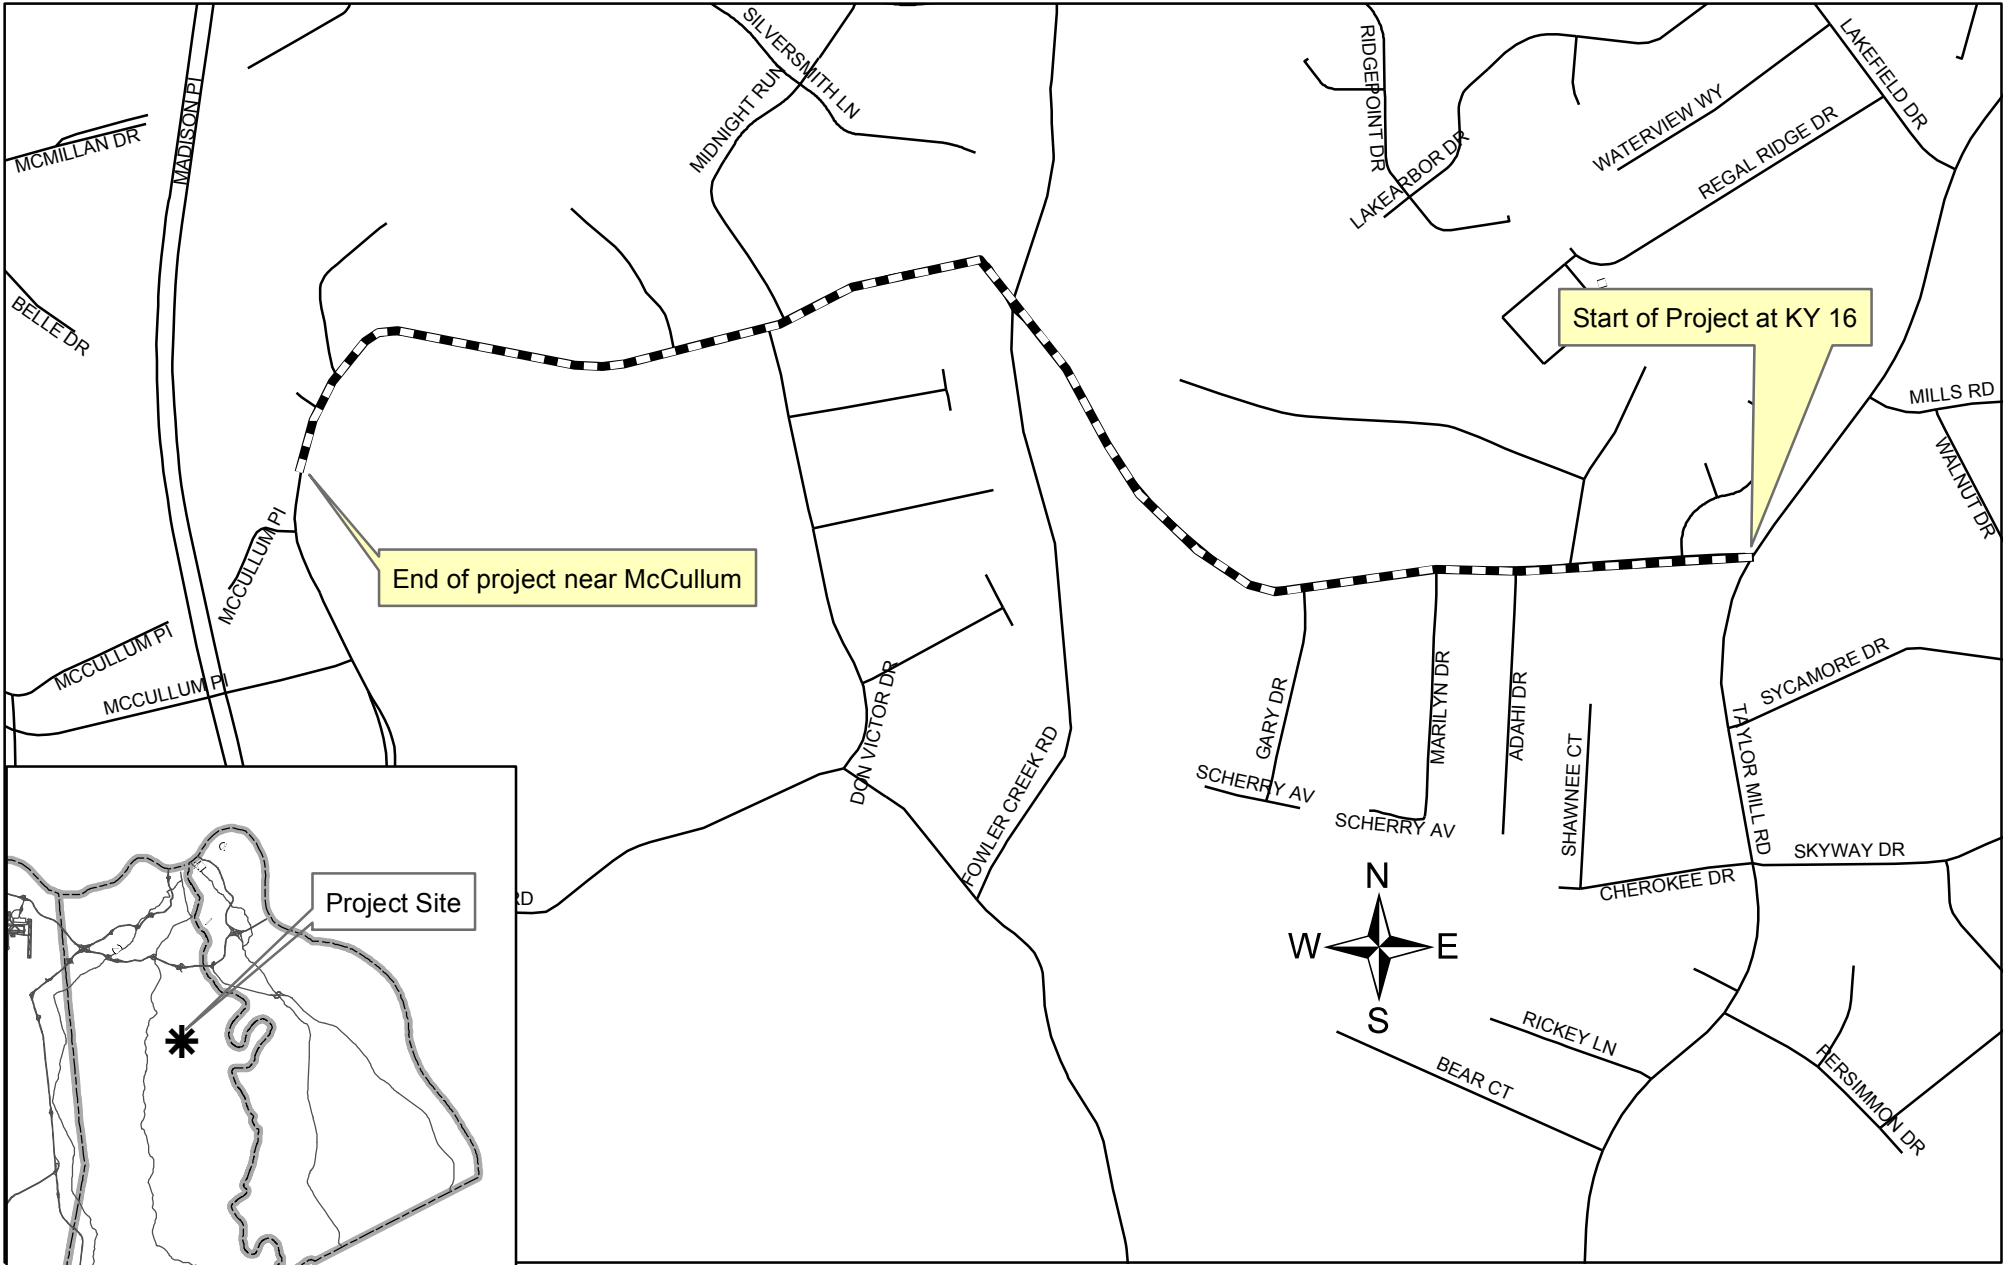 SILVERSMITH LN
MIDNIGHT RUN
MADISON PI
MCMILLAN DR
BELLE DR
RIDGEPOINT DR
LAKEARBOR DR
WATERVIEW WY
REGAL RIDGE DR
LAKEFIELD DR
Start of Project at KY 16
MILLS RD
WALNUT DR
MCCULLUM PI
End of project near McCullum
MCCULLUM PI
MCCULLUM PI
DON VICTOR DR
FOWLER CREEK RD
GARY DR
MARILYN DR
ADAHI DR
SHAWNEE CT
SCHERRY AV
SCHERRY AV
SYCAMORE DR
TAYLOR MILL RD
SKYWAY DR
CHEROKEE DR
RD
Project Site
N
W
E
S
RICKEY LN
BEAR CT
PERSIMMON DR